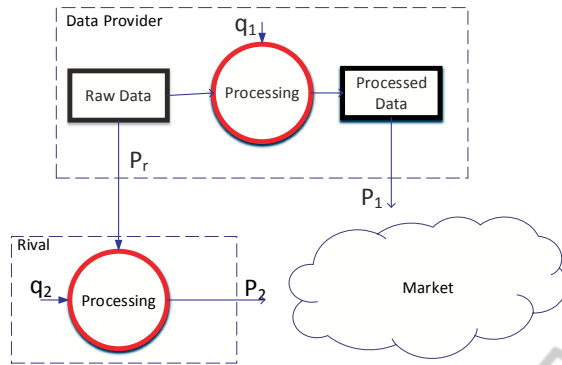 Data Provider
q1
Raw Data
Processing
Processed
Data
Pr
P1
Rival
q2
Processing
P2
Market